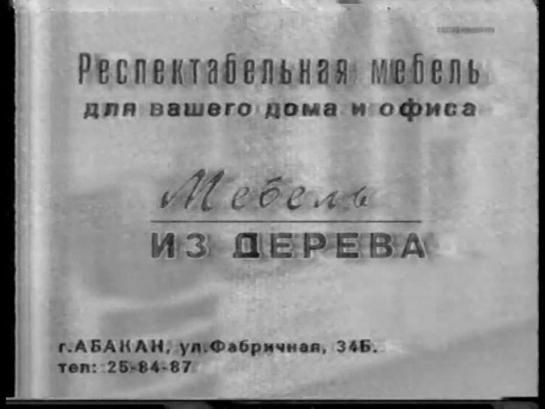 Респектабельная мебель
для вашего дома и офиса
Мебель
ИЗ ДЕРЕВА
г.АБАКАН, ул.Фабричная, 34Б.
тел: 25-84-87